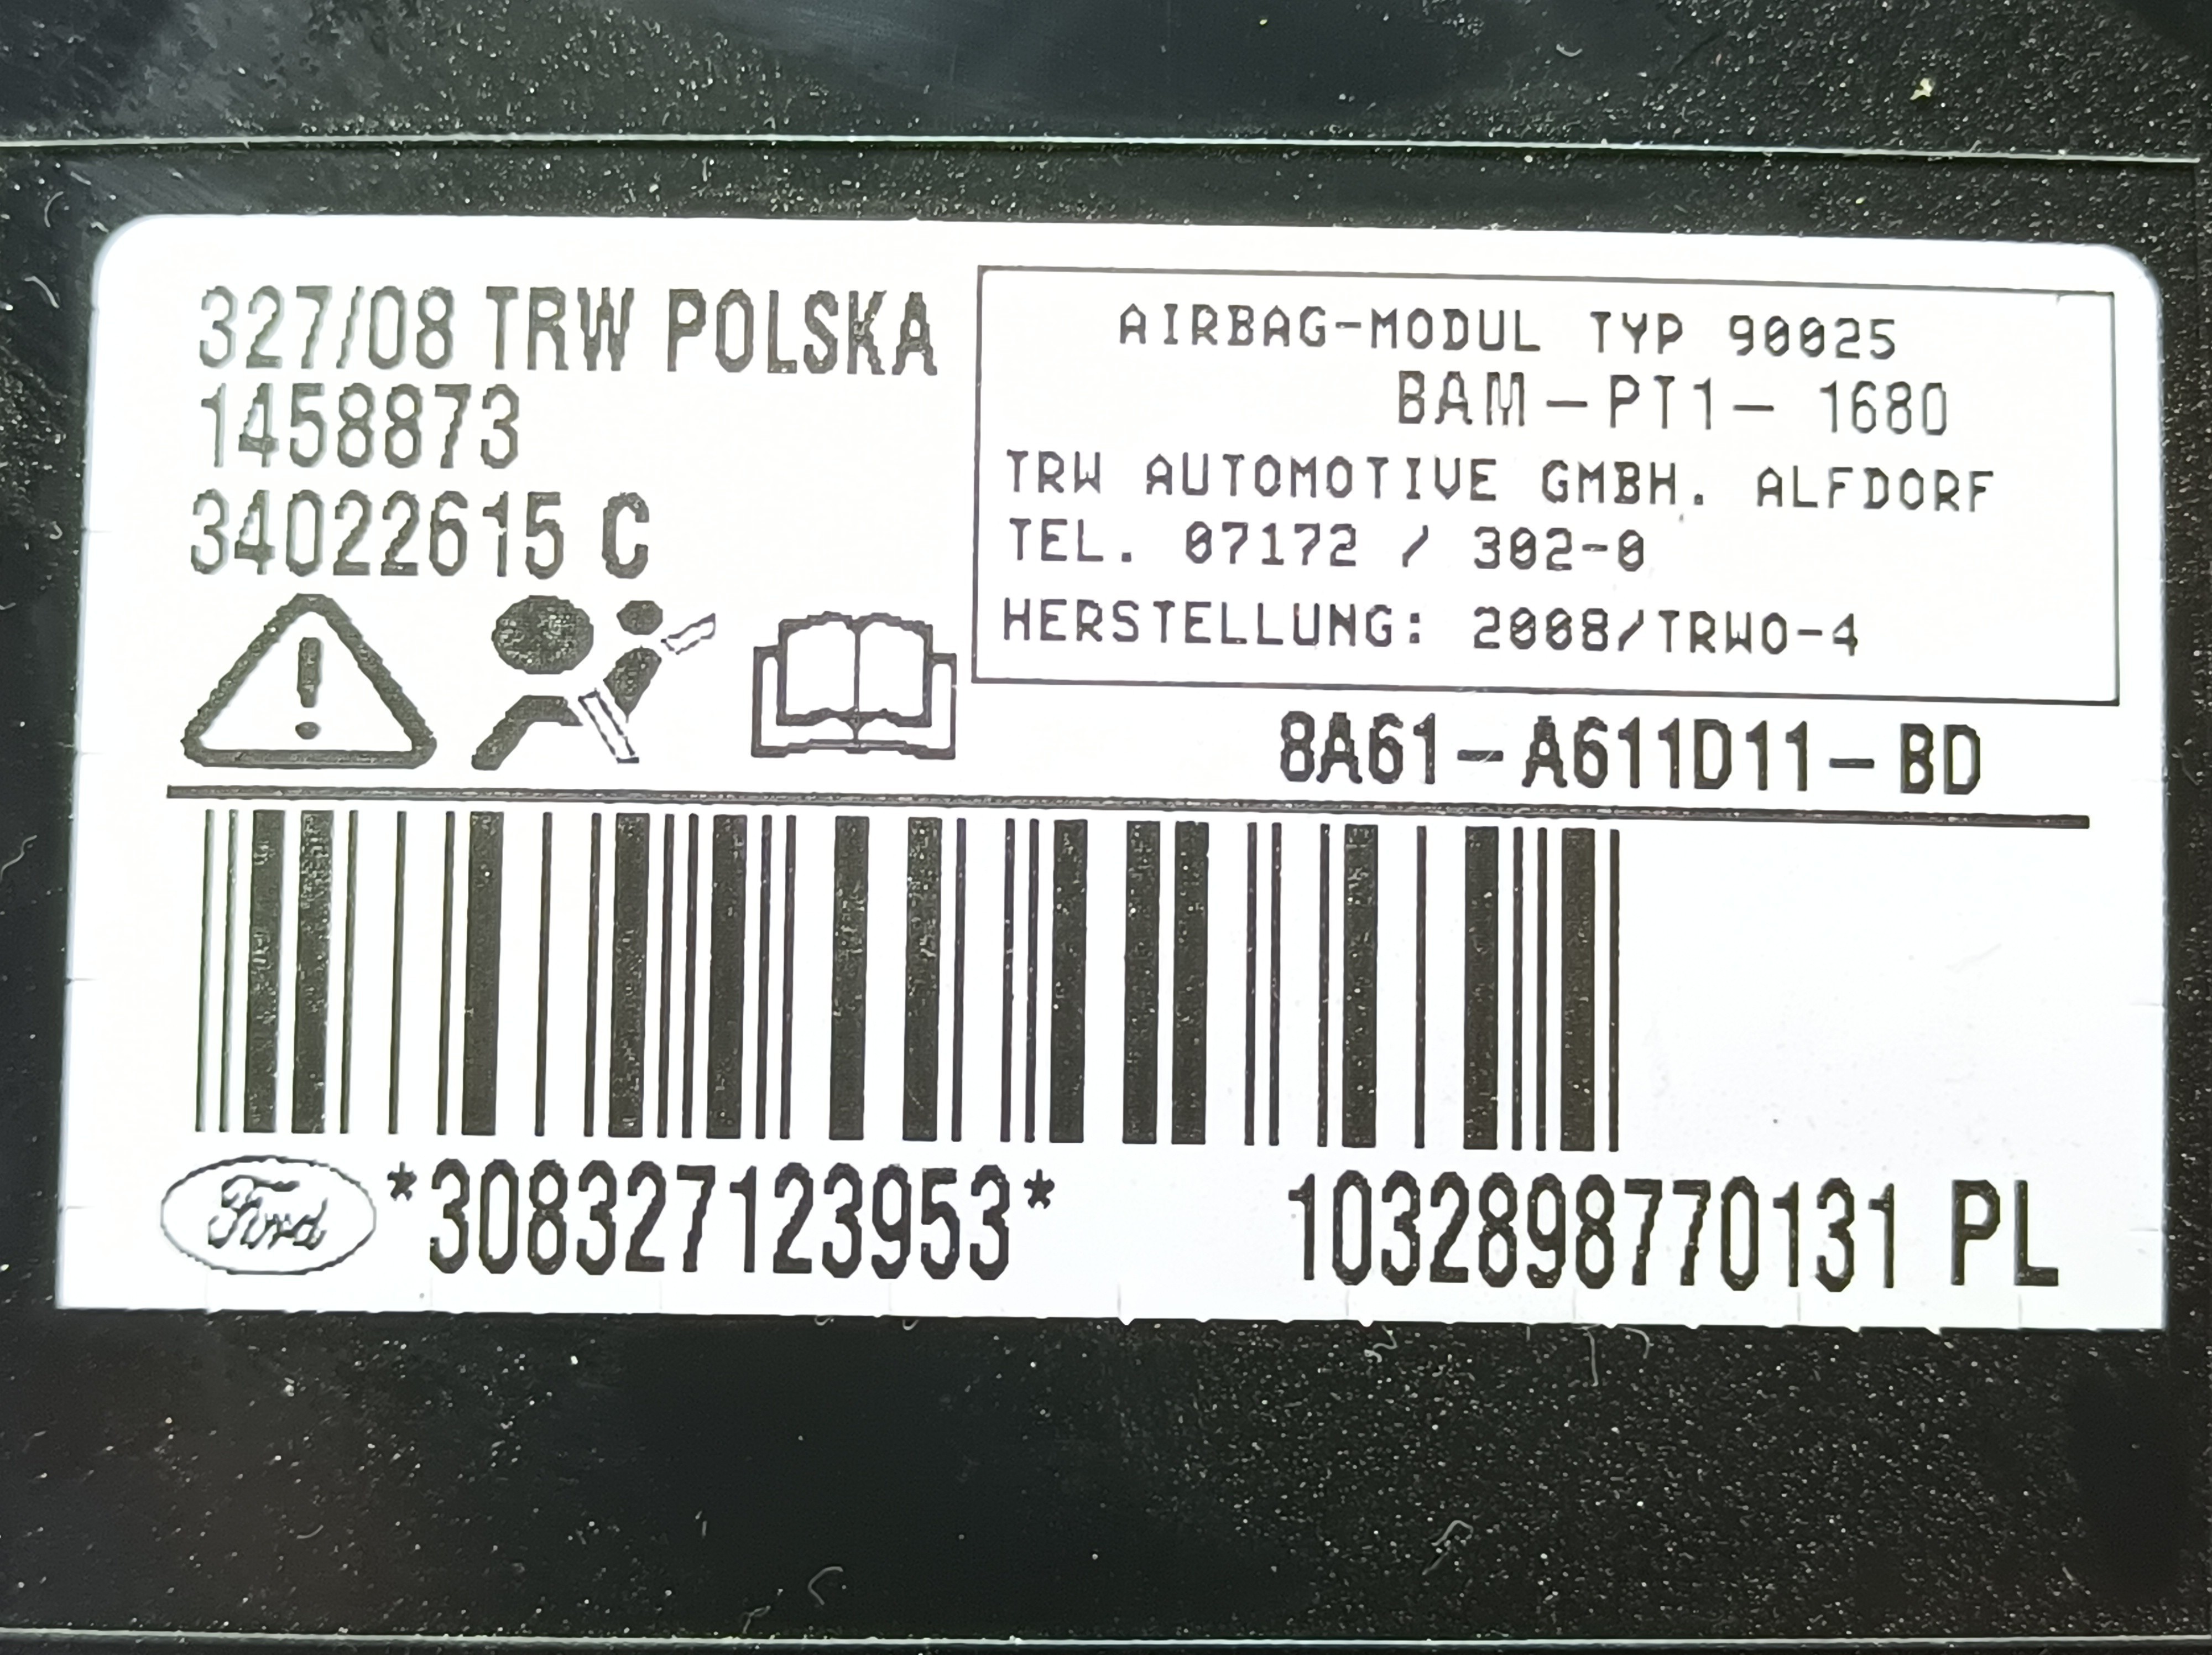 327/08 TRW POLSKA
1458873
34022615 C
AIRBAG-MODUL TYP 90025
BAM-PT1- 1680
TRW AUTOMOTIVE GMBH. ALFDORF
TEL. 07172 / 302-0
HERSTELLUNG: 2008/TRWO-4
8A61-A611D11-BD
Ford *308327123953* 1032898770131 PL